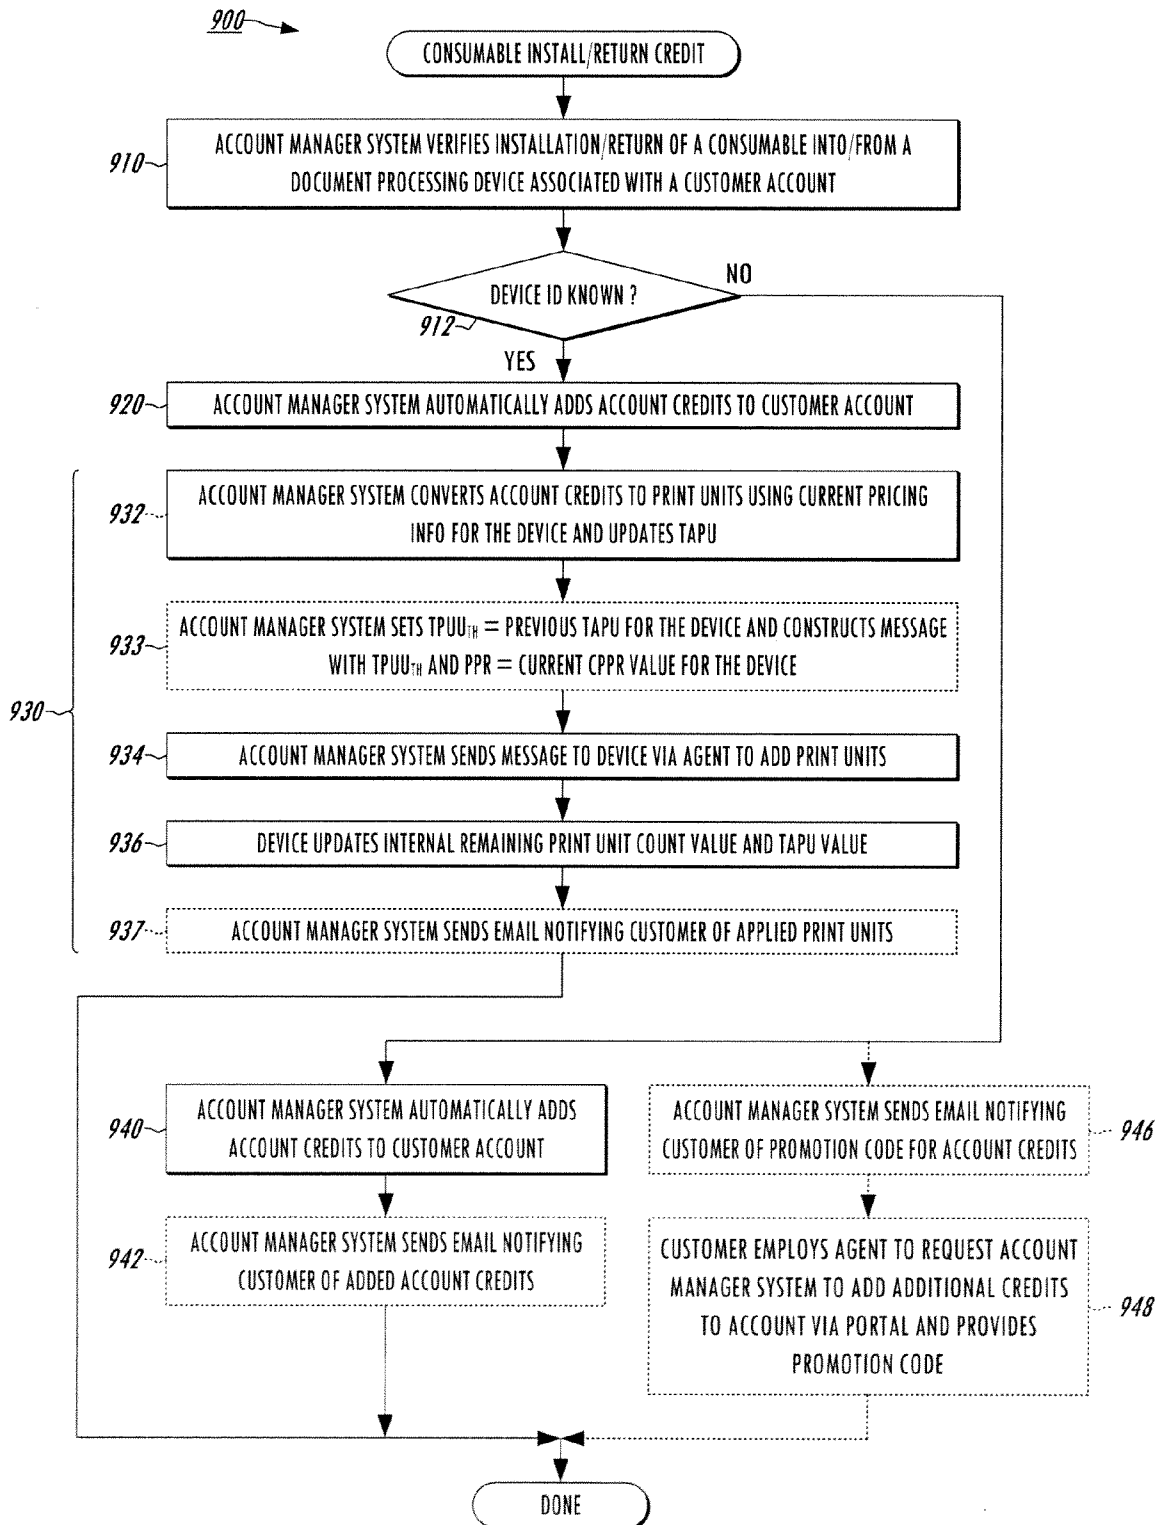 900
CONSUMABLE INSTALL/RETURN CREDIT
910
ACCOUNT MANAGER SYSTEM VERIFIES INSTALLATION/RETURN OF A CONSUMABLE INTO/FROM A
DOCUMENT PROCESSING DEVICE ASSOCIATED WITH A CUSTOMER ACCOUNT
NO
DEVICE ID KNOWN ?
912
YES
920
ACCOUNT MANAGER SYSTEM AUTOMATICALLY ADDS ACCOUNT CREDITS TO CUSTOMER ACCOUNT
930
932
ACCOUNT MANAGER SYSTEM CONVERTS ACCOUNT CREDITS TO PRINT UNITS USING CURRENT PRICING
INFO FOR THE DEVICE AND UPDATES TAPU
933
ACCOUNT MANAGER SYSTEM SETS TPUU_TH = PREVIOUS TAPU FOR THE DEVICE AND CONSTRUCTS MESSAGE
WITH TPUU_TH AND PPR = CURRENT CPPR VALUE FOR THE DEVICE
934
ACCOUNT MANAGER SYSTEM SENDS MESSAGE TO DEVICE VIA AGENT TO ADD PRINT UNITS
936
DEVICE UPDATES INTERNAL REMAINING PRINT UNIT COUNT VALUE AND TAPU VALUE
937
ACCOUNT MANAGER SYSTEM SENDS EMAIL NOTIFYING CUSTOMER OF APPLIED PRINT UNITS
940
ACCOUNT MANAGER SYSTEM AUTOMATICALLY ADDS
ACCOUNT CREDITS TO CUSTOMER ACCOUNT
942
ACCOUNT MANAGER SYSTEM SENDS EMAIL NOTIFYING
CUSTOMER OF ADDED ACCOUNT CREDITS
ACCOUNT MANAGER SYSTEM SENDS EMAIL NOTIFYING
CUSTOMER OF PROMOTION CODE FOR ACCOUNT CREDITS
946
CUSTOMER EMPLOYS AGENT TO REQUEST ACCOUNT
MANAGER SYSTEM TO ADD ADDITIONAL CREDITS
TO ACCOUNT VIA PORTAL AND PROVIDES
PROMOTION CODE
948
DONE